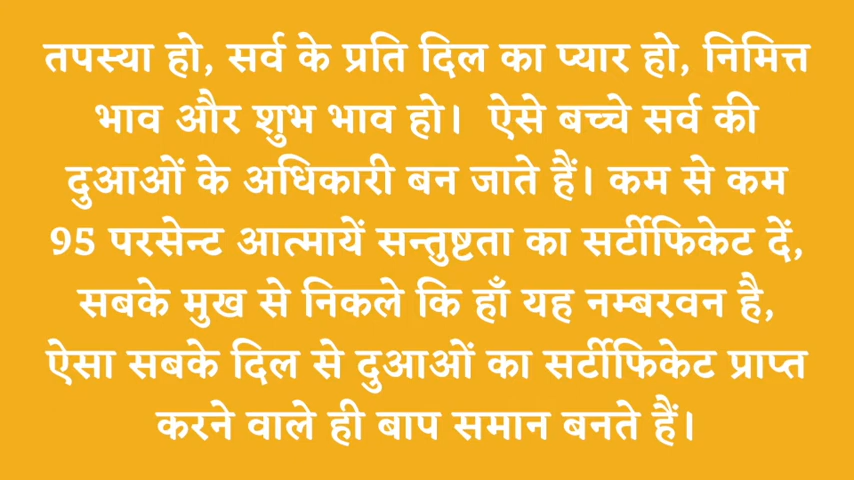 तपस्या हो, सर्व के प्रति दिल का प्यार हो, निमित्त
भाव और शुभ भाव हो।  ऐसे बच्चे सर्व की
दुआओं के अधिकारी बन जाते हैं। कम से कम
95 परसेन्ट आत्मायें सन्तुष्टता का सर्टीफिकेट दें,
सबके मुख से निकले कि हाँ यह नम्बरवन है,
ऐसा सबके दिल से दुआओं का सर्टीफिकेट प्राप्त
करने वाले ही बाप समान बनते हैं।